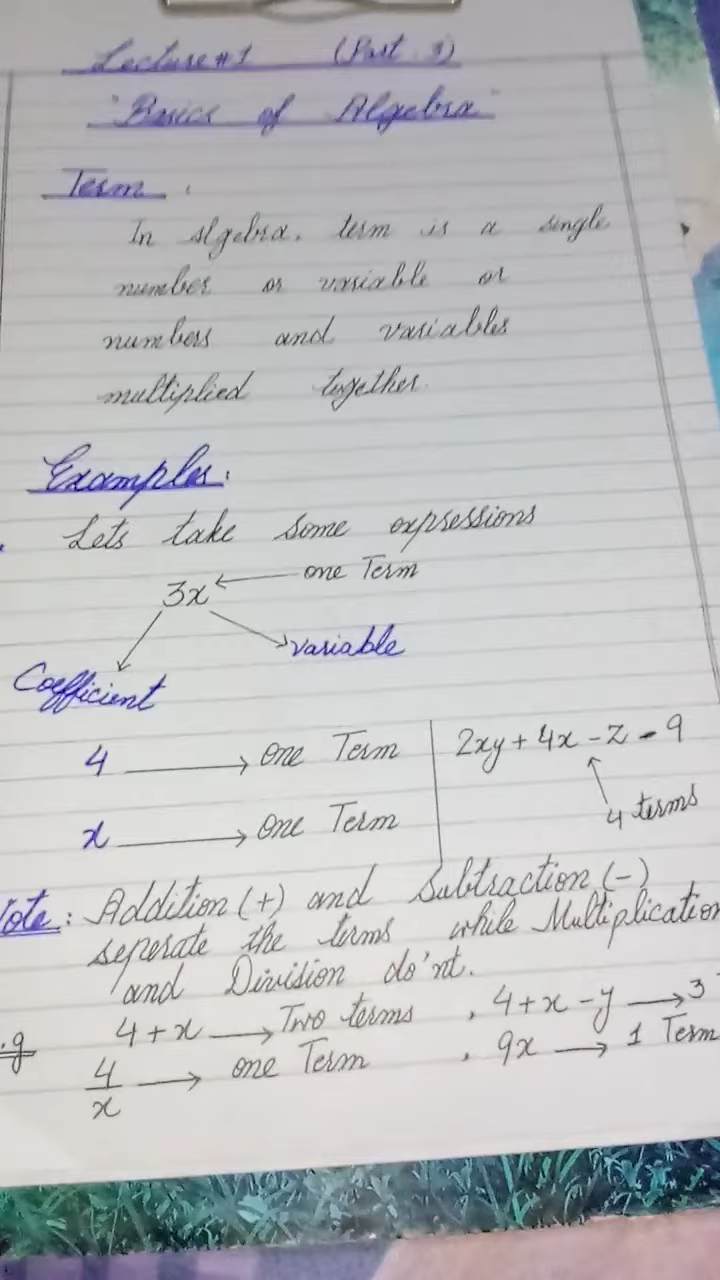 Lecture#1 (Part 1)
"Basics of Algebra"
Term :
In algebra, term is a single
number or variable or
numbers and variables
multiplied together.
Examples:
Lets take some expressions
3x ← one Term
variable
Coefficient
4 → one Term
x → one Term
2xy + 4x - z - 9
4 terms
Note: Addition (+) and Subtraction (-)
seperate the terms while Multiplication
and Division do'nt.
.g 4 + x → Two terms , 4 + x - y → 3
4/x → one Term , 9x → 1 Term